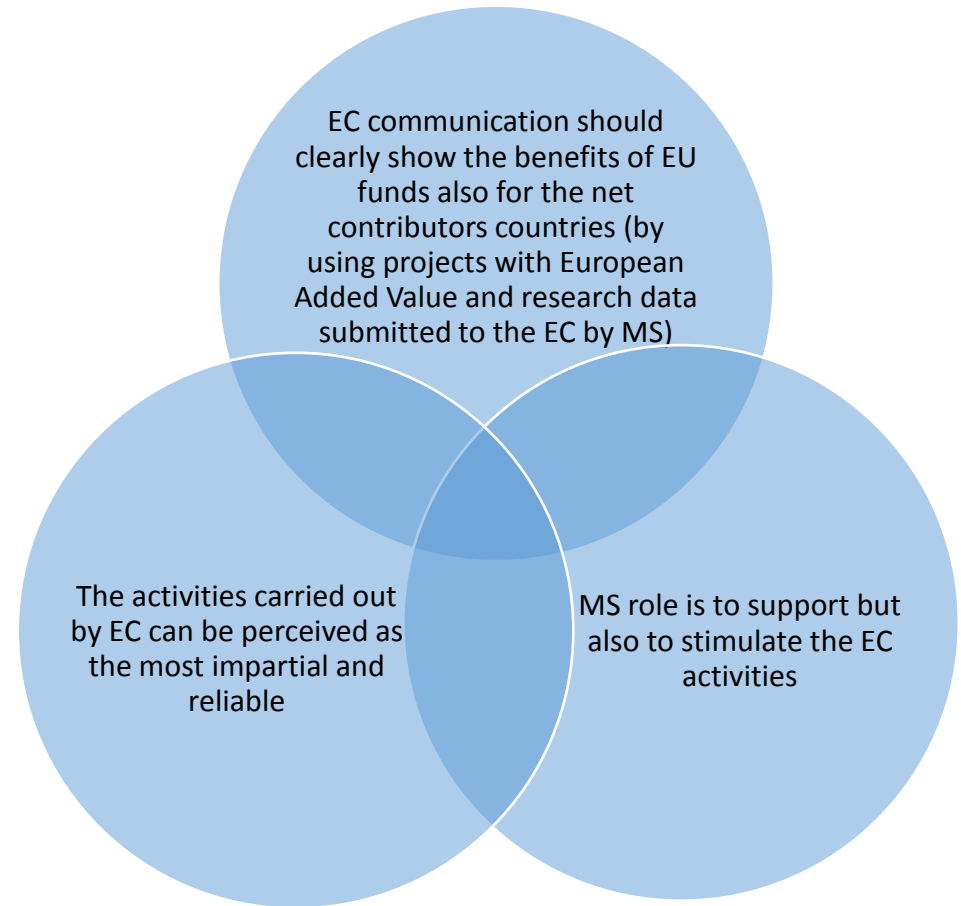 EC communication should
clearly show the benefits of EU
funds also for the net
contributors countries (by
using projects with European
Added Value and research data
submitted to the EC by MS)
The activities carried out
by EC can be perceived as
the most impartial and
reliable
MS role is to support but
also to stimulate the EC
activities